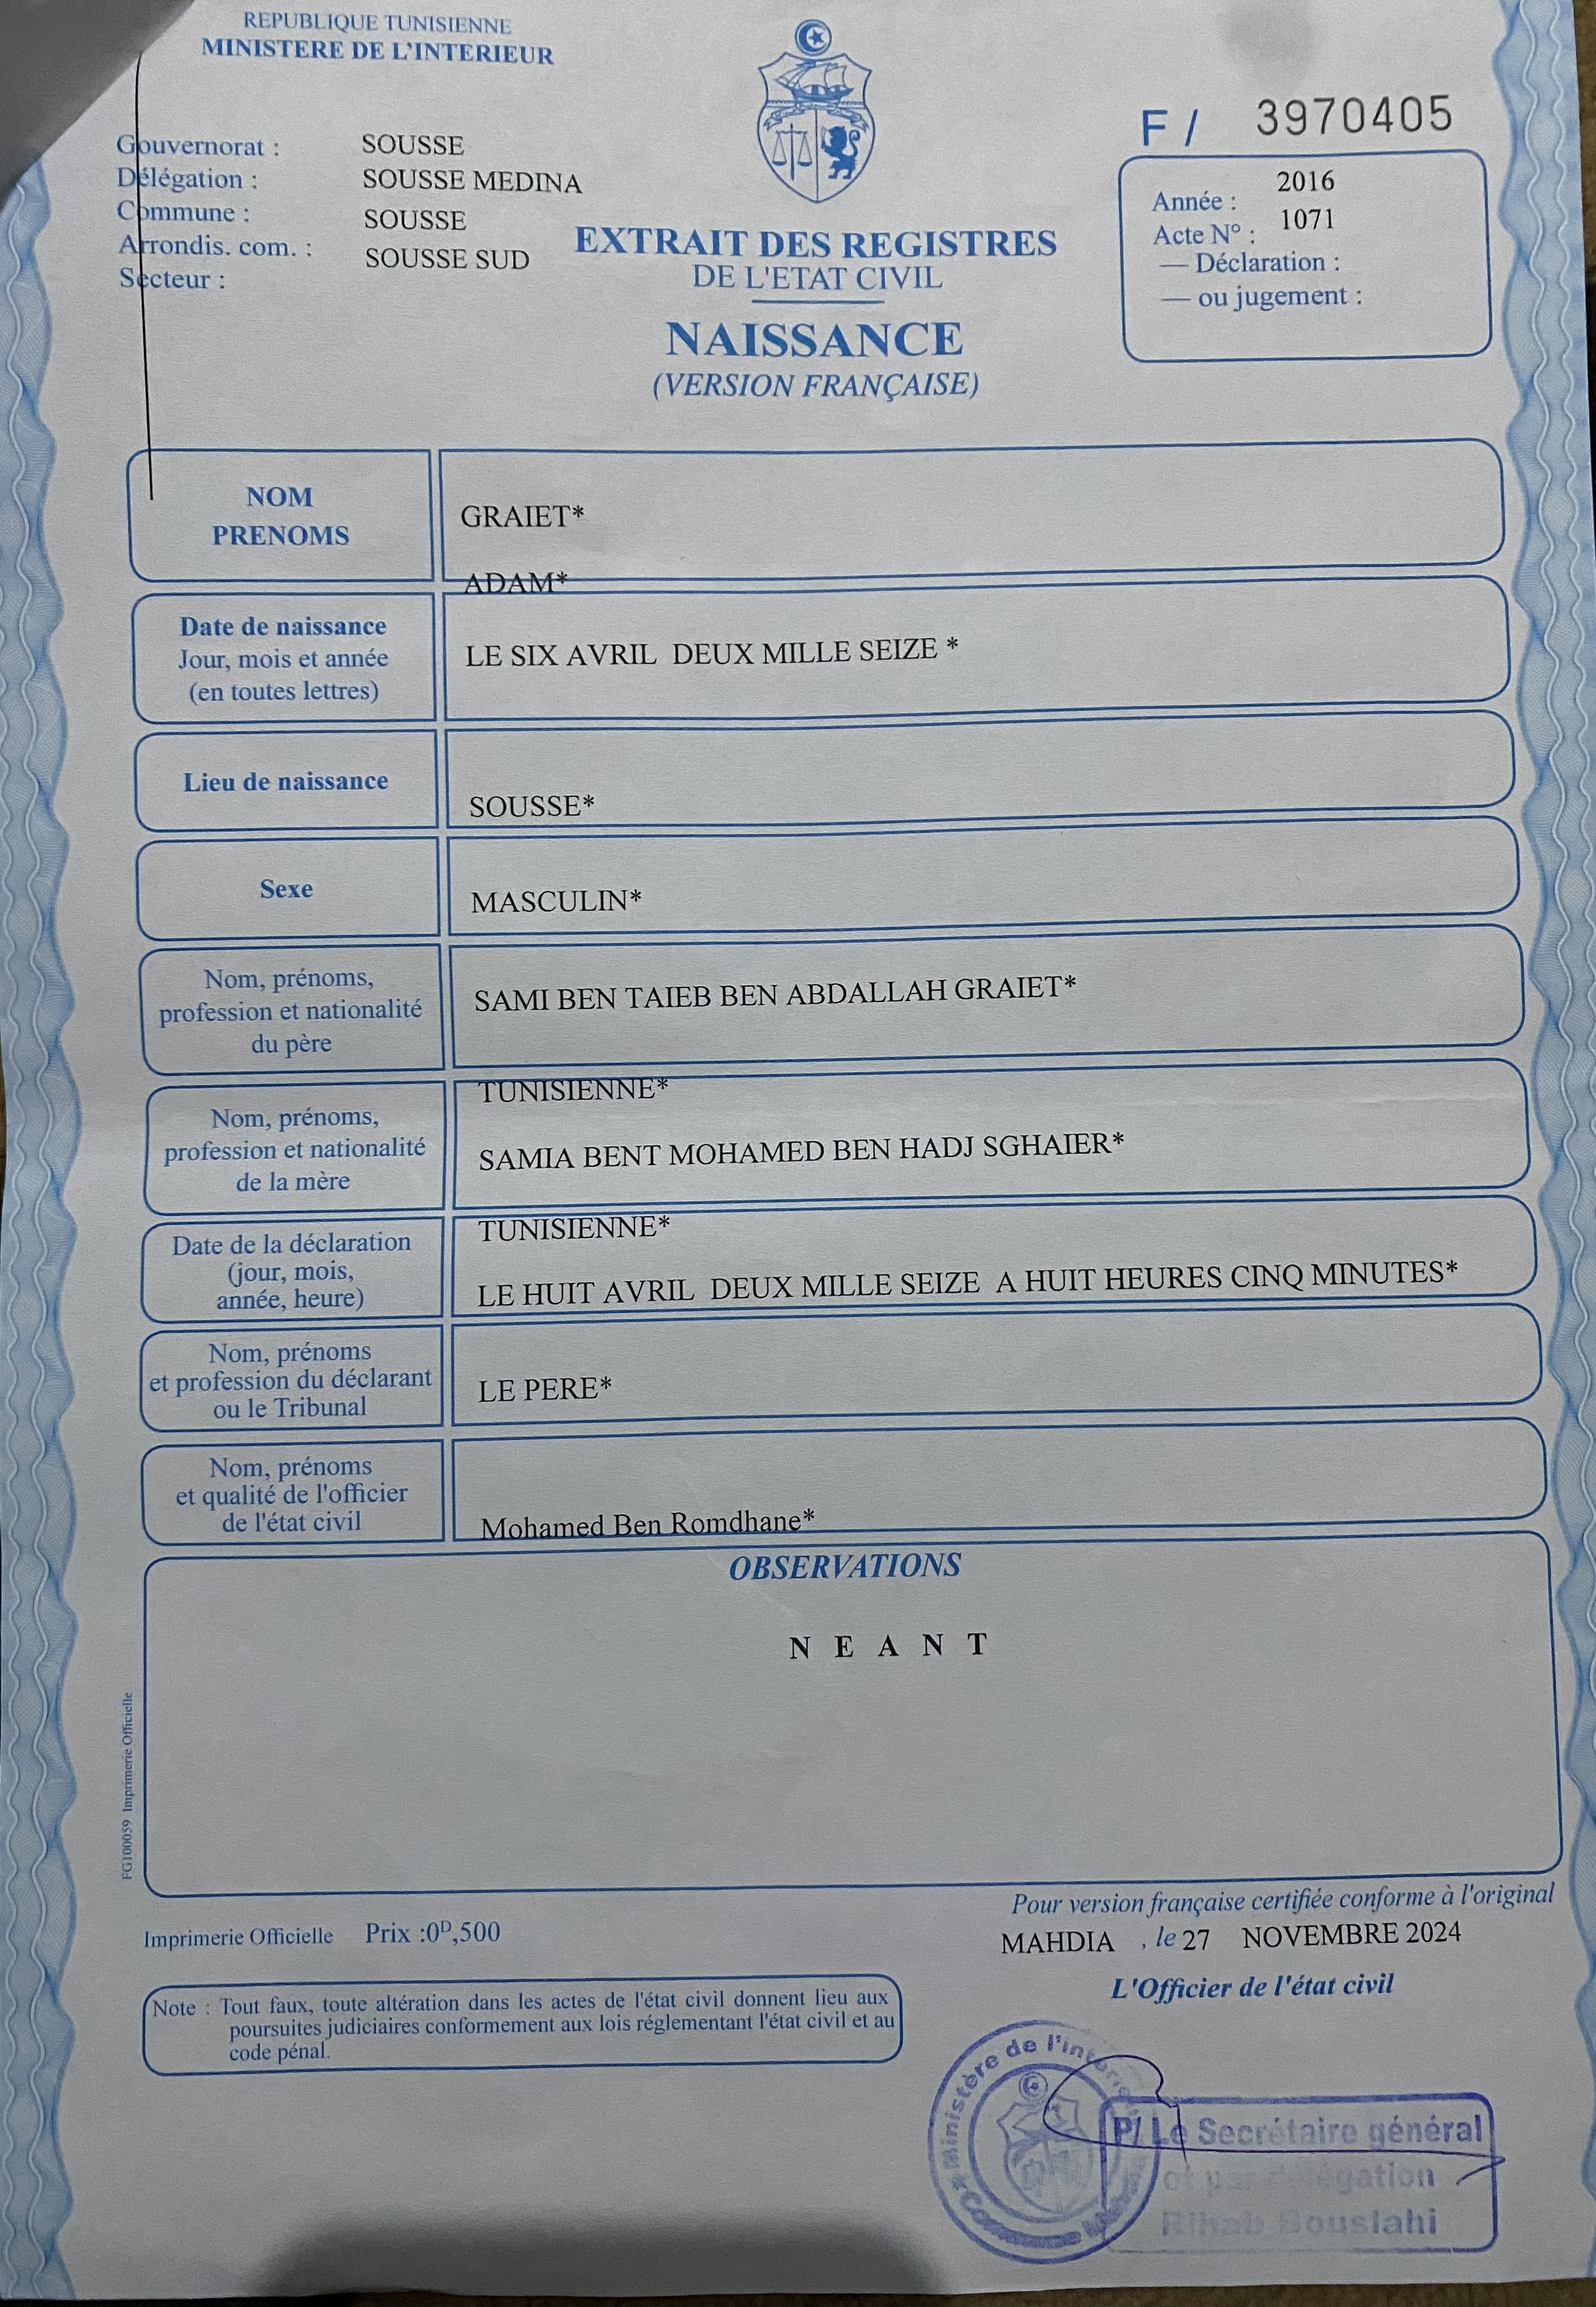 REPUBLIQUE TUNISIENNE
MINISTERE DE L'INTERIEUR
F / 3970405
Gouvernorat : SOUSSE
Délégation : SOUSSE MEDINA
Commune : SOUSSE
Arrondis. com. : SOUSSE SUD
Secteur :
Année : 2016
Acte N° : 1071
— Déclaration :
— ou jugement :
EXTRAIT DES REGISTRES
DE L'ETAT CIVIL
NAISSANCE
(VERSION FRANÇAISE)
NOM
PRENOMS
GRAIET*
ADAM*
Date de naissance
Jour, mois et année
(en toutes lettres)
LE SIX AVRIL DEUX MILLE SEIZE *
Lieu de naissance
SOUSSE*
Sexe
MASCULIN*
Nom, prénoms,
profession et nationalité
du père
SAMI BEN TAIEB BEN ABDALLAH GRAIET*
TUNISIENNE*
Nom, prénoms,
profession et nationalité
de la mère
SAMIA BENT MOHAMED BEN HADJ SGHAIER*
TUNISIENNE*
Date de la déclaration
(jour, mois,
année, heure)
LE HUIT AVRIL DEUX MILLE SEIZE A HUIT HEURES CINQ MINUTES*
Nom, prénoms
et profession du déclarant
ou le Tribunal
LE PERE*
Nom, prénoms
et qualité de l'officier
de l'état civil
Mohamed Ben Romdhane*
OBSERVATIONS
N E A N T
FG100059 Imprimerie Officielle
Pour version française certifiée conforme à l'original
Imprimerie Officielle Prix :0D,500
MAHDIA , le 27 NOVEMBRE 2024
L'Officier de l'état civil
Note : Tout faux, toute altération dans les actes de l'état civil donnent lieu aux
poursuites judiciaires conformement aux lois réglementant l'état civil et au
code pénal.
Ministère de l'intérieur
Commune
P/ Le Secrétaire général
et par délégation
Rihab Bouslahi